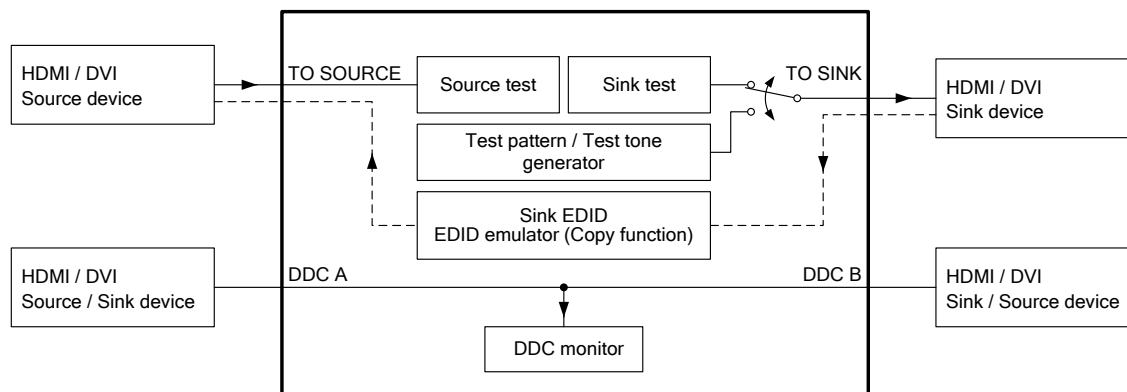 HDMI / DVI
Source device
TO SOURCE
Source test
Sink test
TO SINK
HDMI / DVI
Sink device
Test pattern / Test tone
generator
Sink EDID
EDID emulator (Copy function)
HDMI / DVI
Source / Sink device
DDC A
DDC B
HDMI / DVI
Sink / Source device
DDC monitor